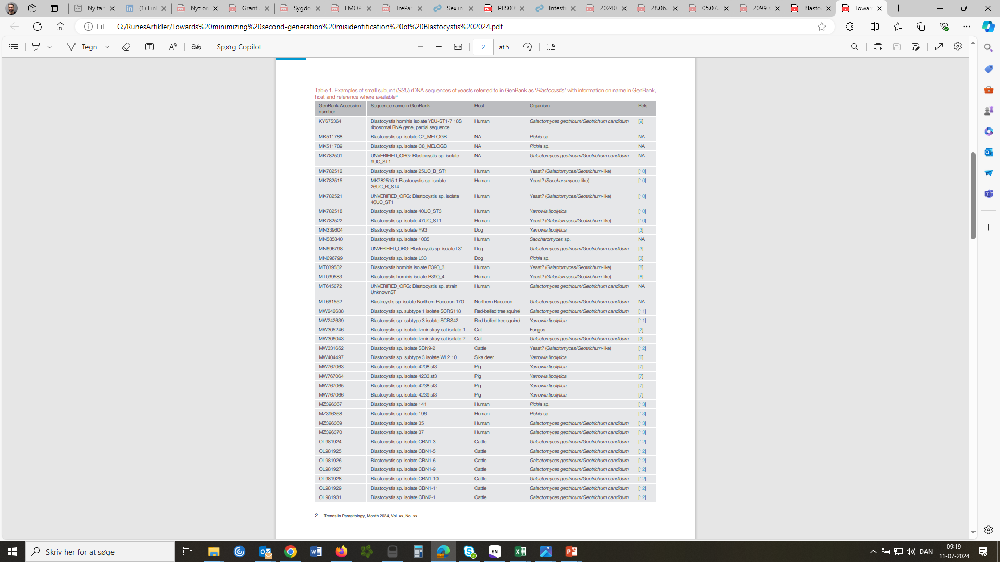 Ny far
(1) Lin
Nyt or
Grant
Sygdo
EMOP
TrePar
Sex in
PIIS00
Intesti
20240
28.06.
05.07.
2099 s
Blasto
Towar
Fil
G:/RunesArtikler/Towards%20minimizing%20second-generation%20misidentification%20of%20Blastocystis%202024.pdf
Tegn
aあ
Spørg Copilot
2
af 5
Table 1. Examples of small subunit (SSU) rDNA sequences of yeasts referred to in GenBank as ‘Blastocystis’ with information on name in GenBank,
host and reference where availableᵃ
GenBank Accession number Sequence name in GenBank Host Organism Refs
KY675364 Blastocystis hominis isolate YDU-ST1-7 18S ribosomal RNA gene, partial sequence Human Galactomyces geotricum/Geotrichum candidum [9]
MK511788 Blastocystis sp. isolate C7_MELOGB NA Pichia sp. NA
MK511789 Blastocystis sp. isolate C8_MELOGB NA Pichia sp. NA
MK782501 UNVERIFIED_ORG: Blastocystis sp. isolate 9UC_ST1 NA Galactomyces geotricum/Geotrichum candidum NA
MK782512 Blastocystis sp. isolate 25UC_B_ST1 Human Yeast? (Galactomyces/Geotrichum-like) [10]
MK782515 MK782515.1 Blastocystis sp. isolate 26UC_R_ST4 Human Yeast? (Saccharomyces-like) [10]
MK782521 UNVERIFIED_ORG: Blastocystis sp. isolate 46UC_ST1 Human Yeast? (Galactomyces/Geotrichum-like) [10]
MK782518 Blastocystis sp. isolate 40UC_ST3 Human Yarrowia lipolytica [10]
MK782522 Blastocystis sp. isolate 47UC_ST1 Human Yeast? (Galactomyces/Geotrichum-like) [10]
MN339604 Blastocystis sp. isolate Y93 Dog Yarrowia lipolytica [3]
MN585840 Blastocystis sp. isolate 1085 Human Saccharomyces sp. NA
MN696798 UNVERIFIED_ORG: Blastocystis sp. isolate L31 Dog Galactomyces geotricum/Geotrichum candidum [3]
MN696799 Blastocystis sp. isolate L33 Dog Pichia sp. [3]
MT039582 Blastocystis hominis isolate B390_3 Human Yeast? (Galactomyces/Geotrichum-like) [8]
MT039583 Blastocystis hominis isolate B390_4 Human Yeast? (Galactomyces/Geotrichum-like) [8]
MT645672 UNVERIFIED_ORG: Blastocystis sp. strain UnknownST Human Galactomyces geotricum/Geotrichum candidum NA
MT661552 Blastocystis sp. isolate Northern-Raccoon-170 Northern Raccoon Galactomyces geotricum/Geotrichum candidum NA
MW242638 Blastocystis sp. subtype 1 isolate SCRS118 Red-bellied tree squirrel Galactomyces geotricum/Geotrichum candidum [11]
MW242639 Blastocystis sp. subtype 3 isolate SCRS42 Red-bellied tree squirrel Yarrowia lipolytica [11]
MW305246 Blastocystis sp. isolate Izmir stray cat isolate 1 Cat Fungus [2]
MW306043 Blastocystis sp. isolate Izmir stray cat isolate 7 Cat Galactomyces geotricum/Geotrichum candidum [2]
MW331652 Blastocystis sp. isolate SBN9-2 Cattle Yeast? (Galactomyces/Geotrichum-like) [12]
MW404497 Blastocystis sp. subtype 3 isolate WL2 10 Sika deer Yarrowia lipolytica [6]
MW767063 Blastocystis sp. isolate 4208.st3 Pig Yarrowia lipolytica [7]
MW767064 Blastocystis sp. isolate 4233.st3 Pig Yarrowia lipolytica [7]
MW767065 Blastocystis sp. isolate 4238.st3 Pig Yarrowia lipolytica [7]
MW767066 Blastocystis sp. isolate 4239.st3 Pig Yarrowia lipolytica [7]
MZ396367 Blastocystis sp. isolate 141 Human Pichia sp. [13]
MZ396368 Blastocystis sp. isolate 196 Human Pichia sp. [13]
MZ396369 Blastocystis sp. isolate 35 Human Galactomyces geotricum/Geotrichum candidum [13]
MZ396370 Blastocystis sp. isolate 37 Human Galactomyces geotricum/Geotrichum candidum [13]
OL981924 Blastocystis sp. isolate CBN1-3 Cattle Galactomyces geotricum/Geotrichum candidum [12]
OL981925 Blastocystis sp. isolate CBN1-5 Cattle Galactomyces geotricum/Geotrichum candidum [12]
OL981926 Blastocystis sp. isolate CBN1-6 Cattle Galactomyces geotricum/Geotrichum candidum [12]
OL981927 Blastocystis sp. isolate CBN1-9 Cattle Galactomyces geotricum/Geotrichum candidum [12]
OL981928 Blastocystis sp. isolate CBN1-10 Cattle Galactomyces geotricum/Geotrichum candidum [12]
OL981929 Blastocystis sp. isolate CBN1-11 Cattle Galactomyces geotricum/Geotrichum candidum [12]
OL981931 Blastocystis sp. isolate CBN2-1 Cattle Galactomyces geotricum/Geotrichum candidum [12]
2 Trends in Parasitology, Month 2024, Vol. xx, No. xx
Skriv her for at søge
EN
DAN
09:19
11-07-2024